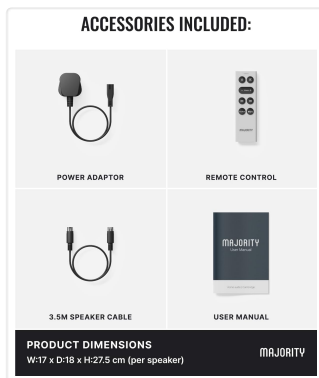 ACCESSORIES INCLUDED:
POWER ADAPTOR
REMOTE CONTROL
MAJORITY
User Manual
3.5M SPEAKER CABLE
USER MANUAL
PRODUCT DIMENSIONS
W:17 x D:18 x H:27.5 cm (per speaker)
MAJORITY